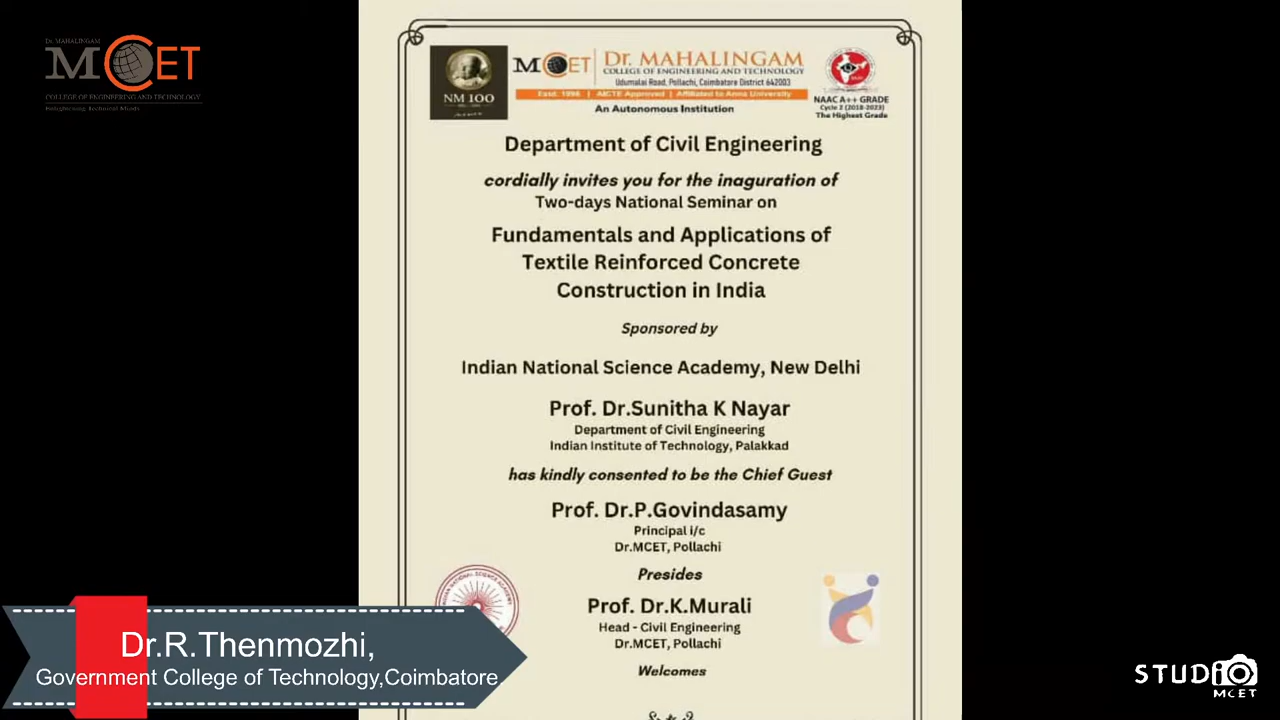 Dr. MAHALINGAM
MCET
COLLEGE OF ENGINEERING AND TECHNOLOGY
Enlightening Technical Minds
NM 100
MCET
Dr. MAHALINGAM
COLLEGE OF ENGINEERING AND TECHNOLOGY
Udumalai Road, Pollachi, Coimbatore District 642003
Estd. 1998 | AICTE Approved | Affiliated to Anna University
An Autonomous Institution
NAAC A++ GRADE
Cycle 2 (2018-2023)
The Highest Grade
Department of Civil Engineering
cordially invites you for the inaguration of
Two-days National Seminar on
Fundamentals and Applications of
Textile Reinforced Concrete
Construction in India
Sponsored by
Indian National Science Academy, New Delhi
Prof. Dr.Sunitha K Nayar
Department of Civil Engineering
Indian Institute of Technology, Palakkad
has kindly consented to be the Chief Guest
Prof. Dr.P.Govindasamy
Principal i/c
Dr.MCET, Pollachi
Presides
Prof. Dr.K.Murali
Head - Civil Engineering
Dr.MCET, Pollachi
Welcomes
Dr.R.Thenmozhi,
Government College of Technology,Coimbatore
STUDIO
MCET